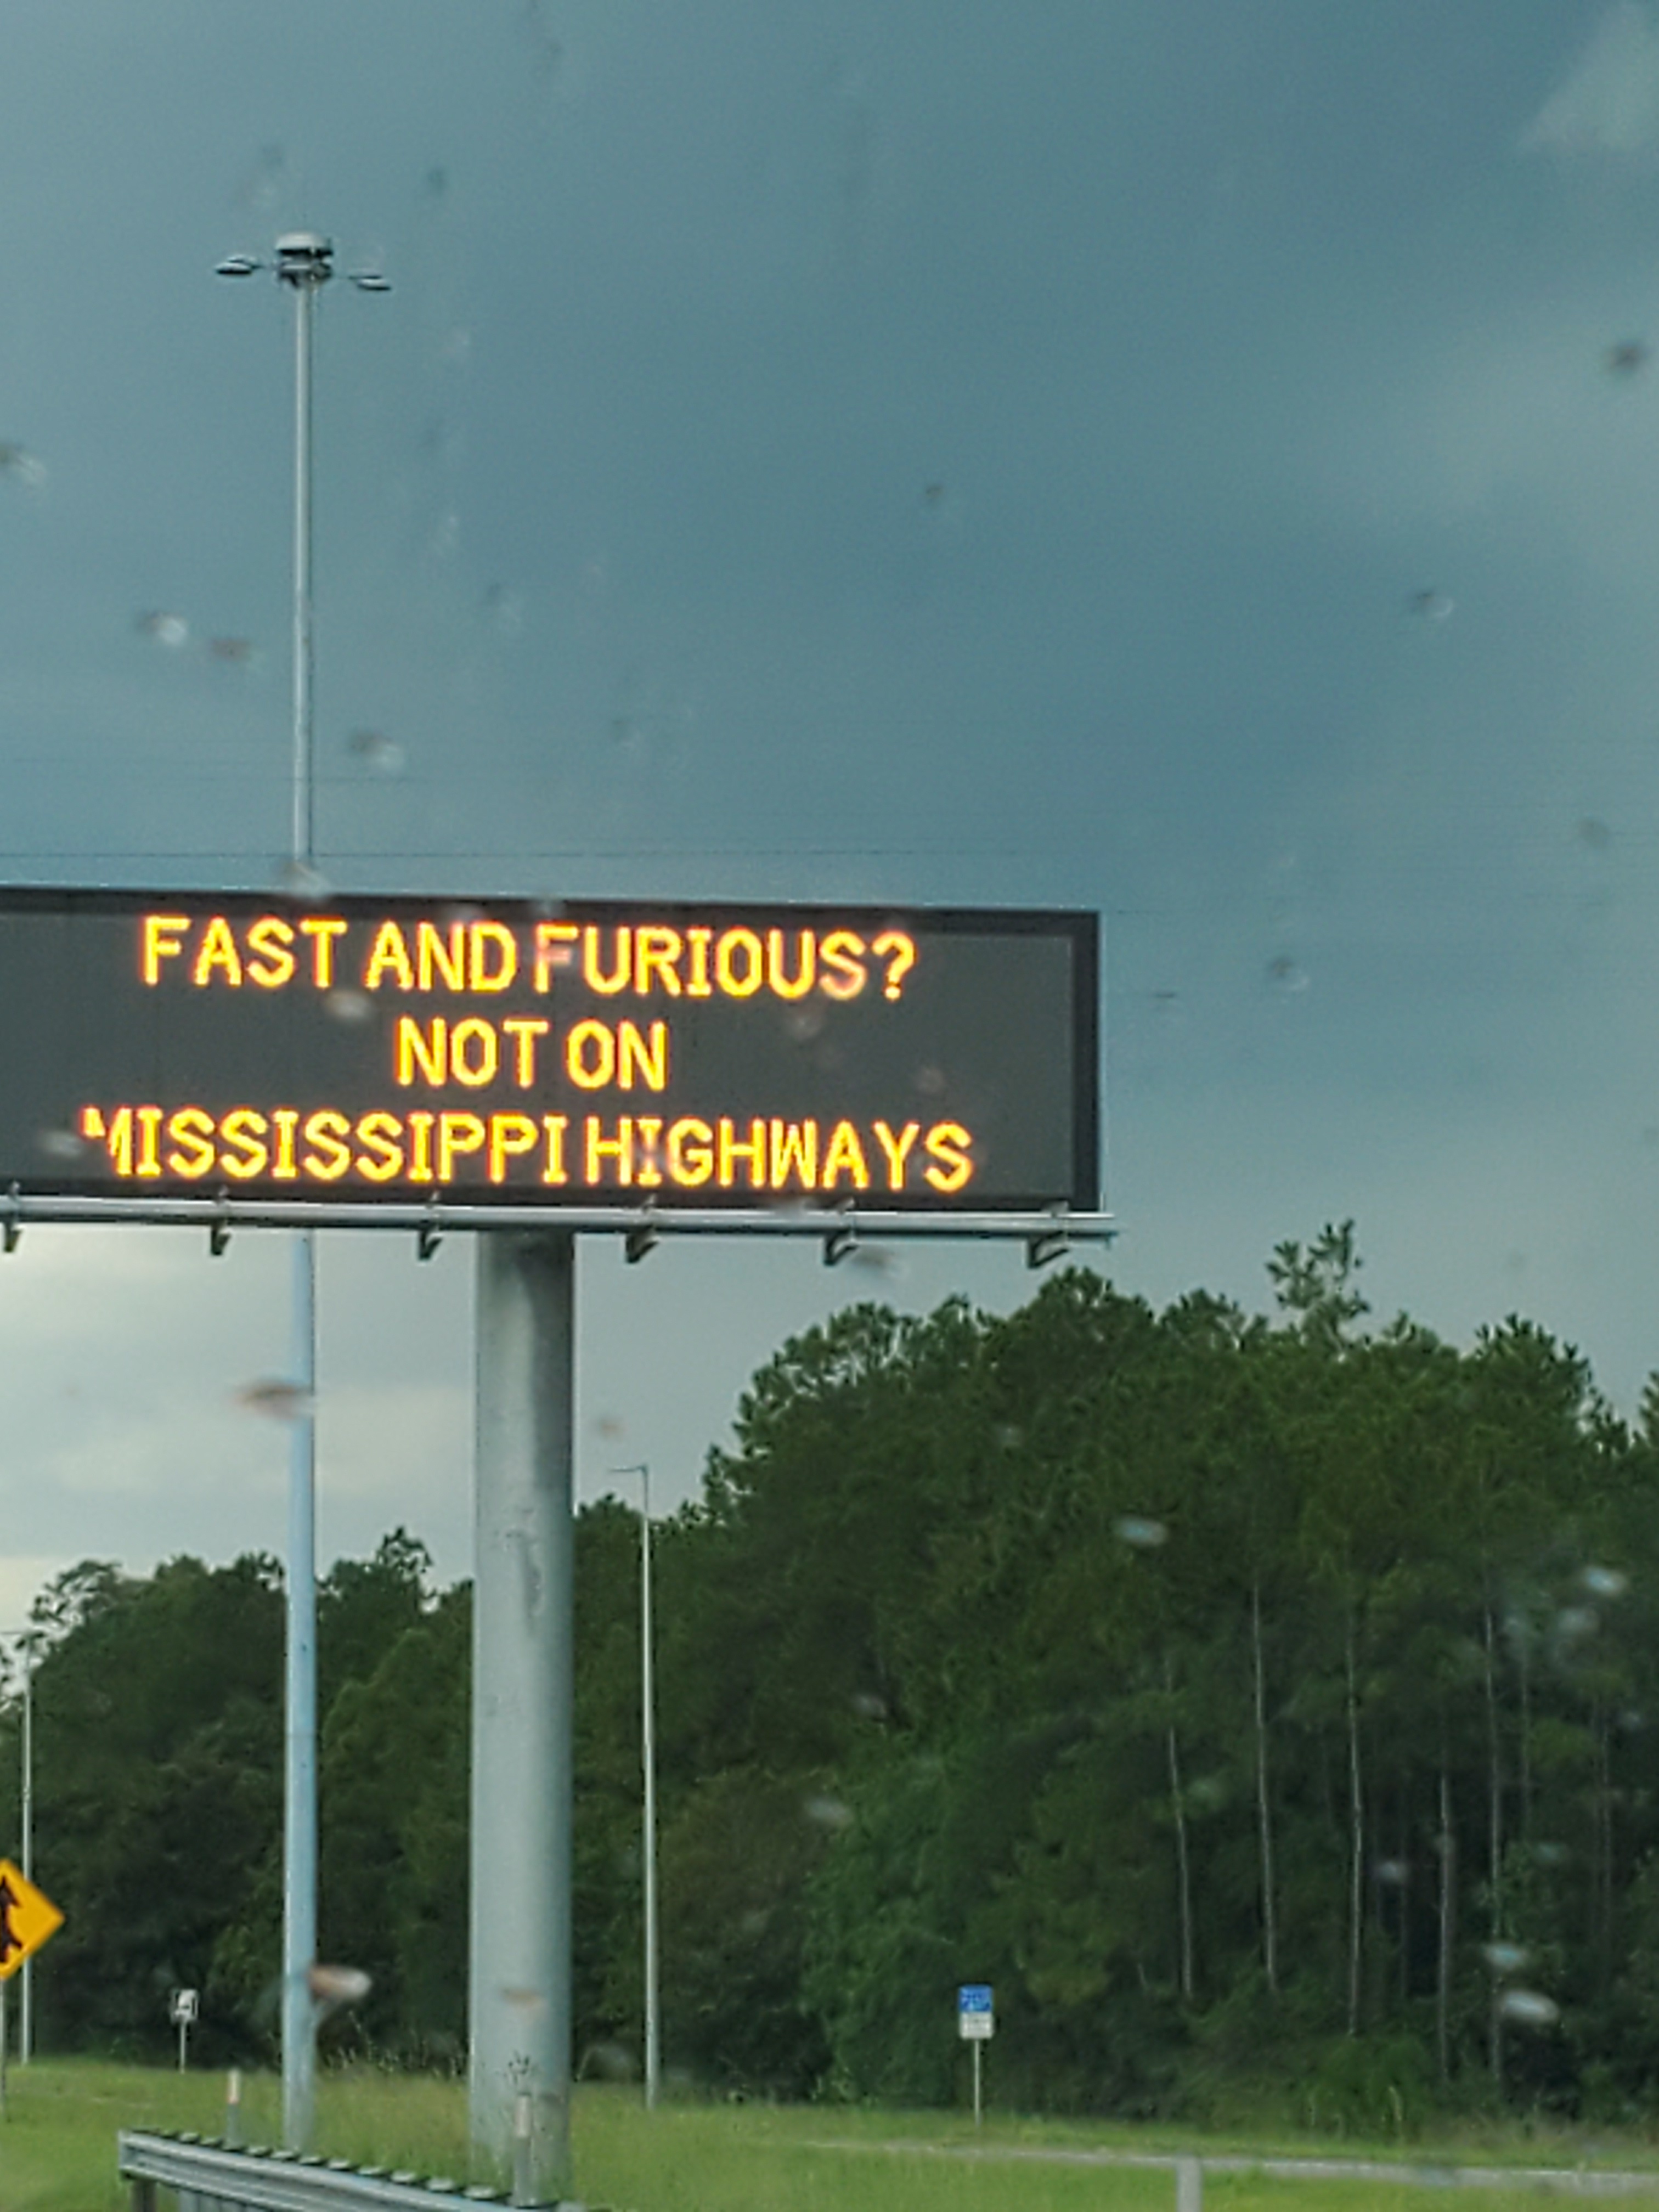 FAST AND FURIOUS?
NOT ON
MISSISSIPPI HIGHWAYS